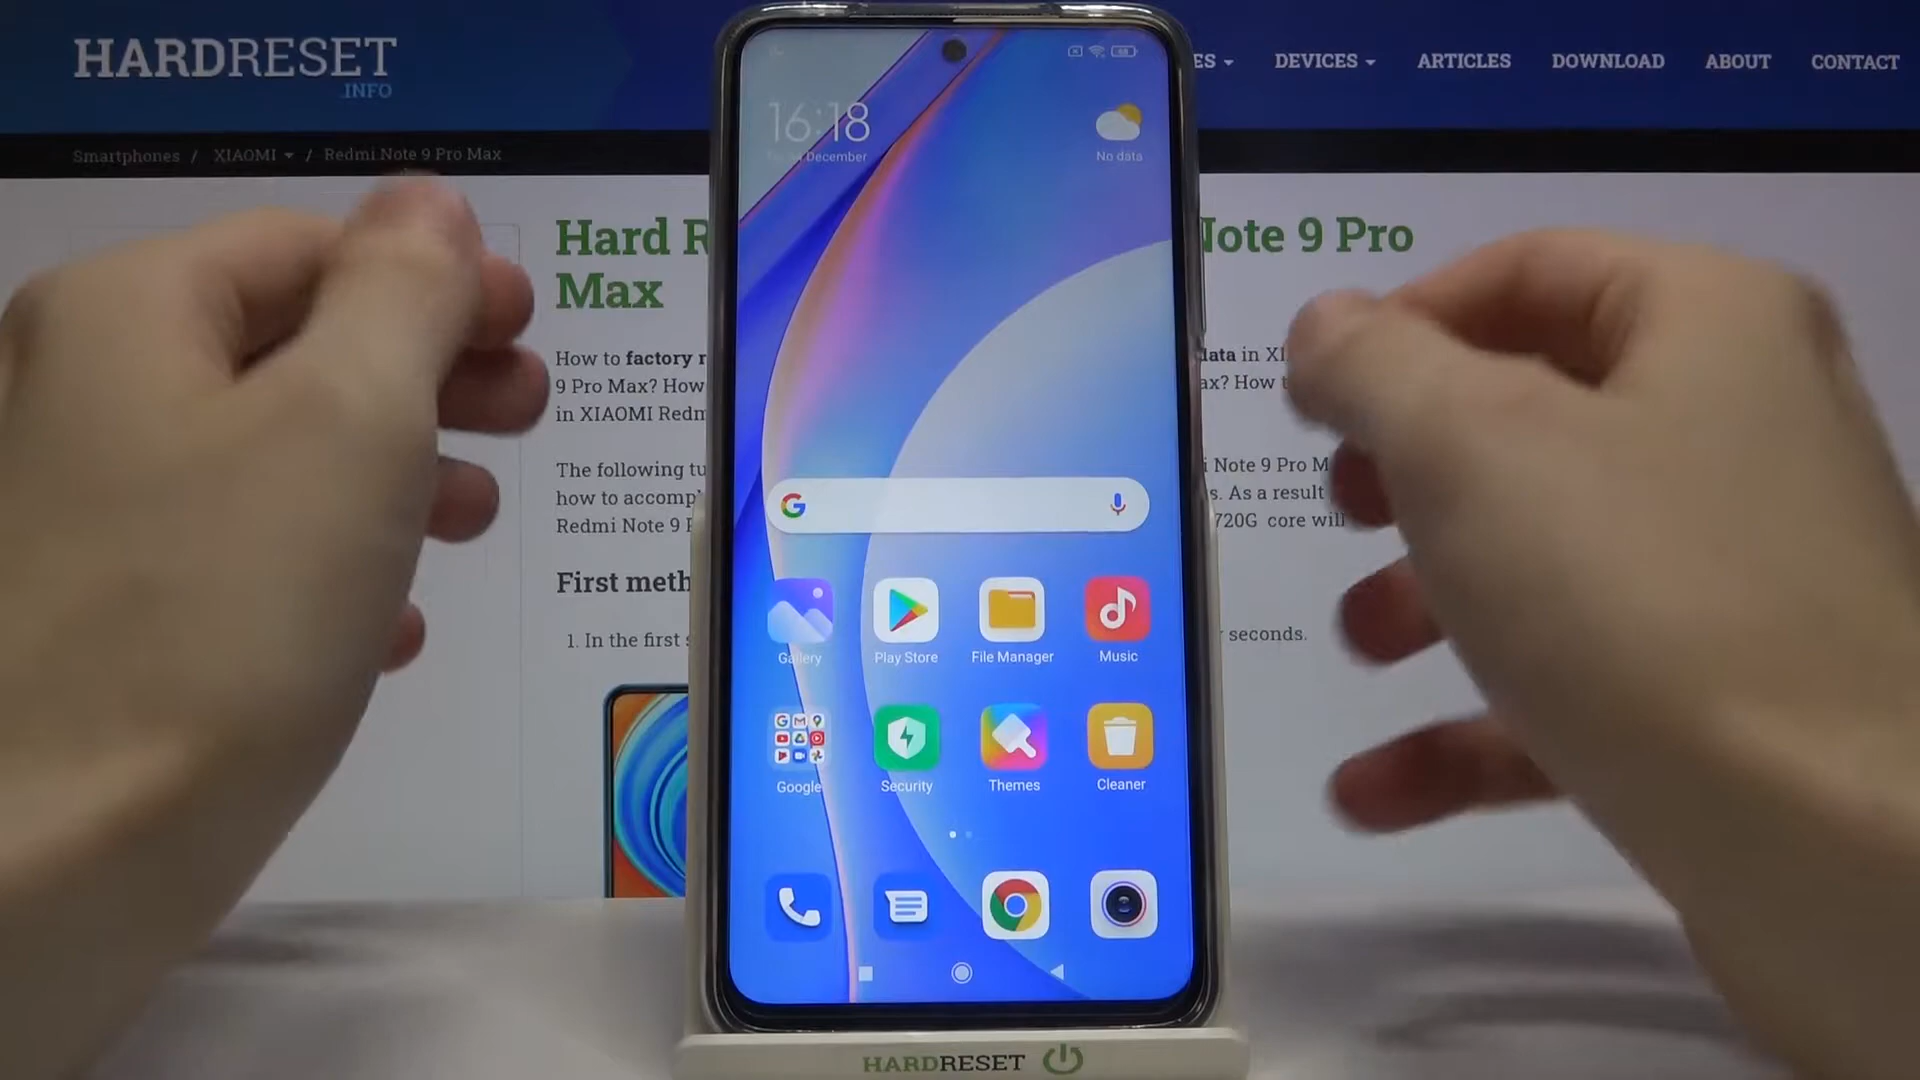 HARDRESET
.INFO
ES DEVICES ARTICLES DOWNLOAD ABOUT CONTACT
Smartphones / XIAOMI / Redmi Note 9 Pro Max
16:18
December
No data
Hard R
Note 9 Pro
Max
How to factory r
data in XI
9 Pro Max? How
ax? How t
in XIAOMI Redm
The following tu
i Note 9 Pro M
how to accomp
s. As a result
Redmi Note 9 P
720G core will
First meth
1. In the first s
seconds.
Gallery Play Store File Manager Music
Google Security Themes Cleaner
HARDRESET